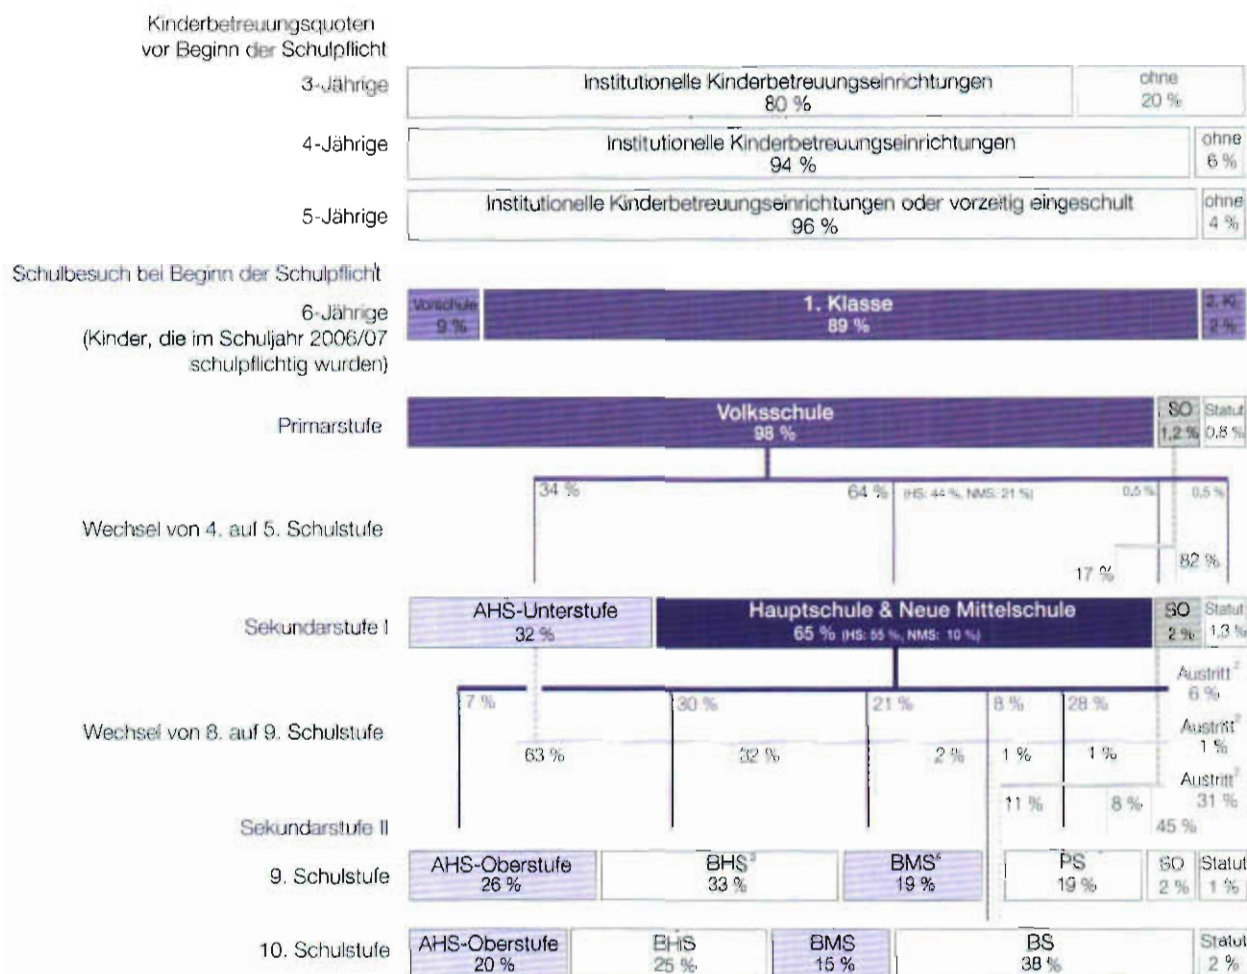 Kinderbetreuungsquoten
vor Beginn der Schulpflicht
3-Jährige
Institutionelle Kinderbetreuungseinrichtungen
80 %
ohne
20 %
4-Jährige
Institutionelle Kinderbetreuungseinrichtungen
94 %
ohne
6 %
5-Jährige
Institutionelle Kinderbetreuungseinrichtungen oder vorzeitig eingeschult
96 %
ohne
4 %
Schulbesuch bei Beginn der Schulpflicht
6-Jährige
(Kinder, die im Schuljahr 2006/07
schulpflichtig wurden)
Vorschule
9 %
1. Klasse
89 %
2. Kl.
2 %
Primarstufe
Volksschule
98 %
SO
1,2 %
Statut
0,8 %
Wechsel von 4. auf 5. Schulstufe
34 %
64 % (HS: 44 %, NMS: 21 %)
0,5 %
0,5 %
17 %
82 %
Sekundarstufe I
AHS-Unterstufe
32 %
Hauptschule & Neue Mittelschule
65 % (HS: 55 %, NMS: 10 %)
SO
2 %
Statut
1,3 %
Wechsel von 8. auf 9. Schulstufe
7 %
30 %
21 %
8 %
28 %
Austritt²
6 %
63 %
32 %
2 %
1 %
1 %
Austritt²
1 %
11 %
8 %
45 %
Austritt²
31 %
Sekundarstufe II
9. Schulstufe
AHS-Oberstufe
26 %
BHS³
33 %
BMS⁴
19 %
PS
19 %
SO
2 %
Statut
1 %
10. Schulstufe
AHS-Oberstufe
20 %
BHS
25 %
BMS
15 %
BS
38 %
Statut
2 %